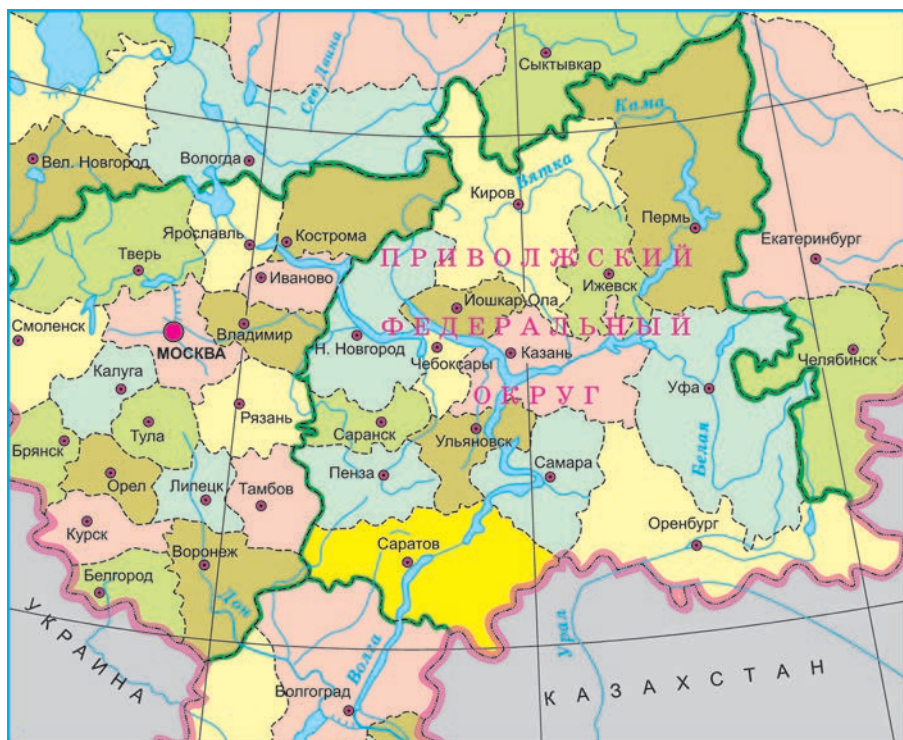 Сыктывкар
Сев. Двина
Кама
Вел. Новгород
Вологда
Вятка
Киров
Пермь
Ярославль
Кострома
Екатеринбург
Тверь
ПРИВОЛЖСКИЙ
Иваново
Ижевск
Йошкар-Ола
Смоленск
Владимир
ФЕДЕРАЛЬНЫЙ
МОСКВА
Н. Новгород
Чебоксары
Казань
Челябинск
Калуга
ОКРУГ
Уфа
Рязань
Брянск
Тула
Саранск
Ульяновск
Белая
Пенза
Самара
Орел
Липецк
Тамбов
Курск
Оренбург
Воронеж
Саратов
Белгород
Дон
УКРАИНА
Волга
Урал
Волгоград
КАЗАХСТАН